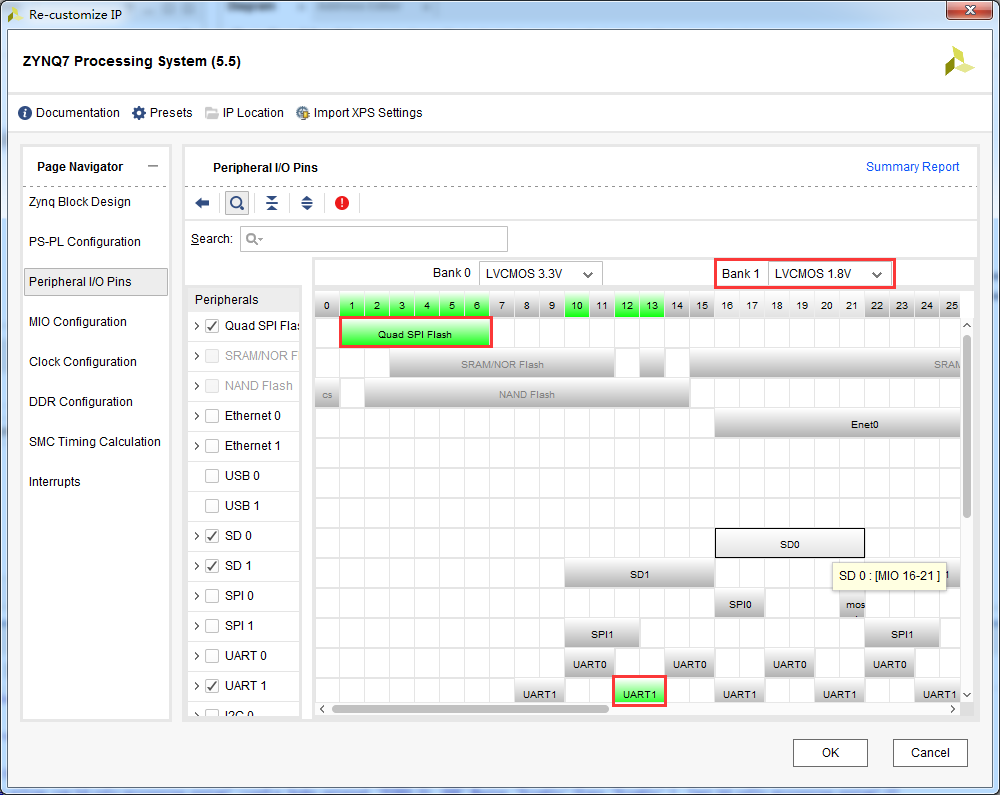 Re-customize IP
ZYNQ7 Processing System (5.5)
Documentation Presets IP Location Import XPS Settings
Page Navigator
Zynq Block Design
PS-PL Configuration
Peripheral I/O Pins
MIO Configuration
Clock Configuration
DDR Configuration
SMC Timing Calculation
Interrupts
Peripheral I/O Pins Summary Report
Search:
Bank 0 LVCMOS 3.3V Bank 1 LVCMOS 1.8V
Peripherals 0 1 2 3 4 5 6 7 8 9 10 11 12 13 14 15 16 17 18 19 20 21 22 23 24 25
Quad SPI Flas Quad SPI Flash
SRAM/NOR F SRAM/NOR Flash SRAM
NAND Flash cs NAND Flash
Ethernet 0 Enet0
Ethernet 1
USB 0
USB 1
SD 0 SD0
SD 1 SD1 1
SD 0 : [MIO 16-21 ]
SPI 0 SPI0 mos
SPI 1 SPI1 SPI1
UART 0 UART0 UART0 UART0 UART0
UART 1 UART1 UART1 UART1 UART1 UART1
I2C 0
OK Cancel